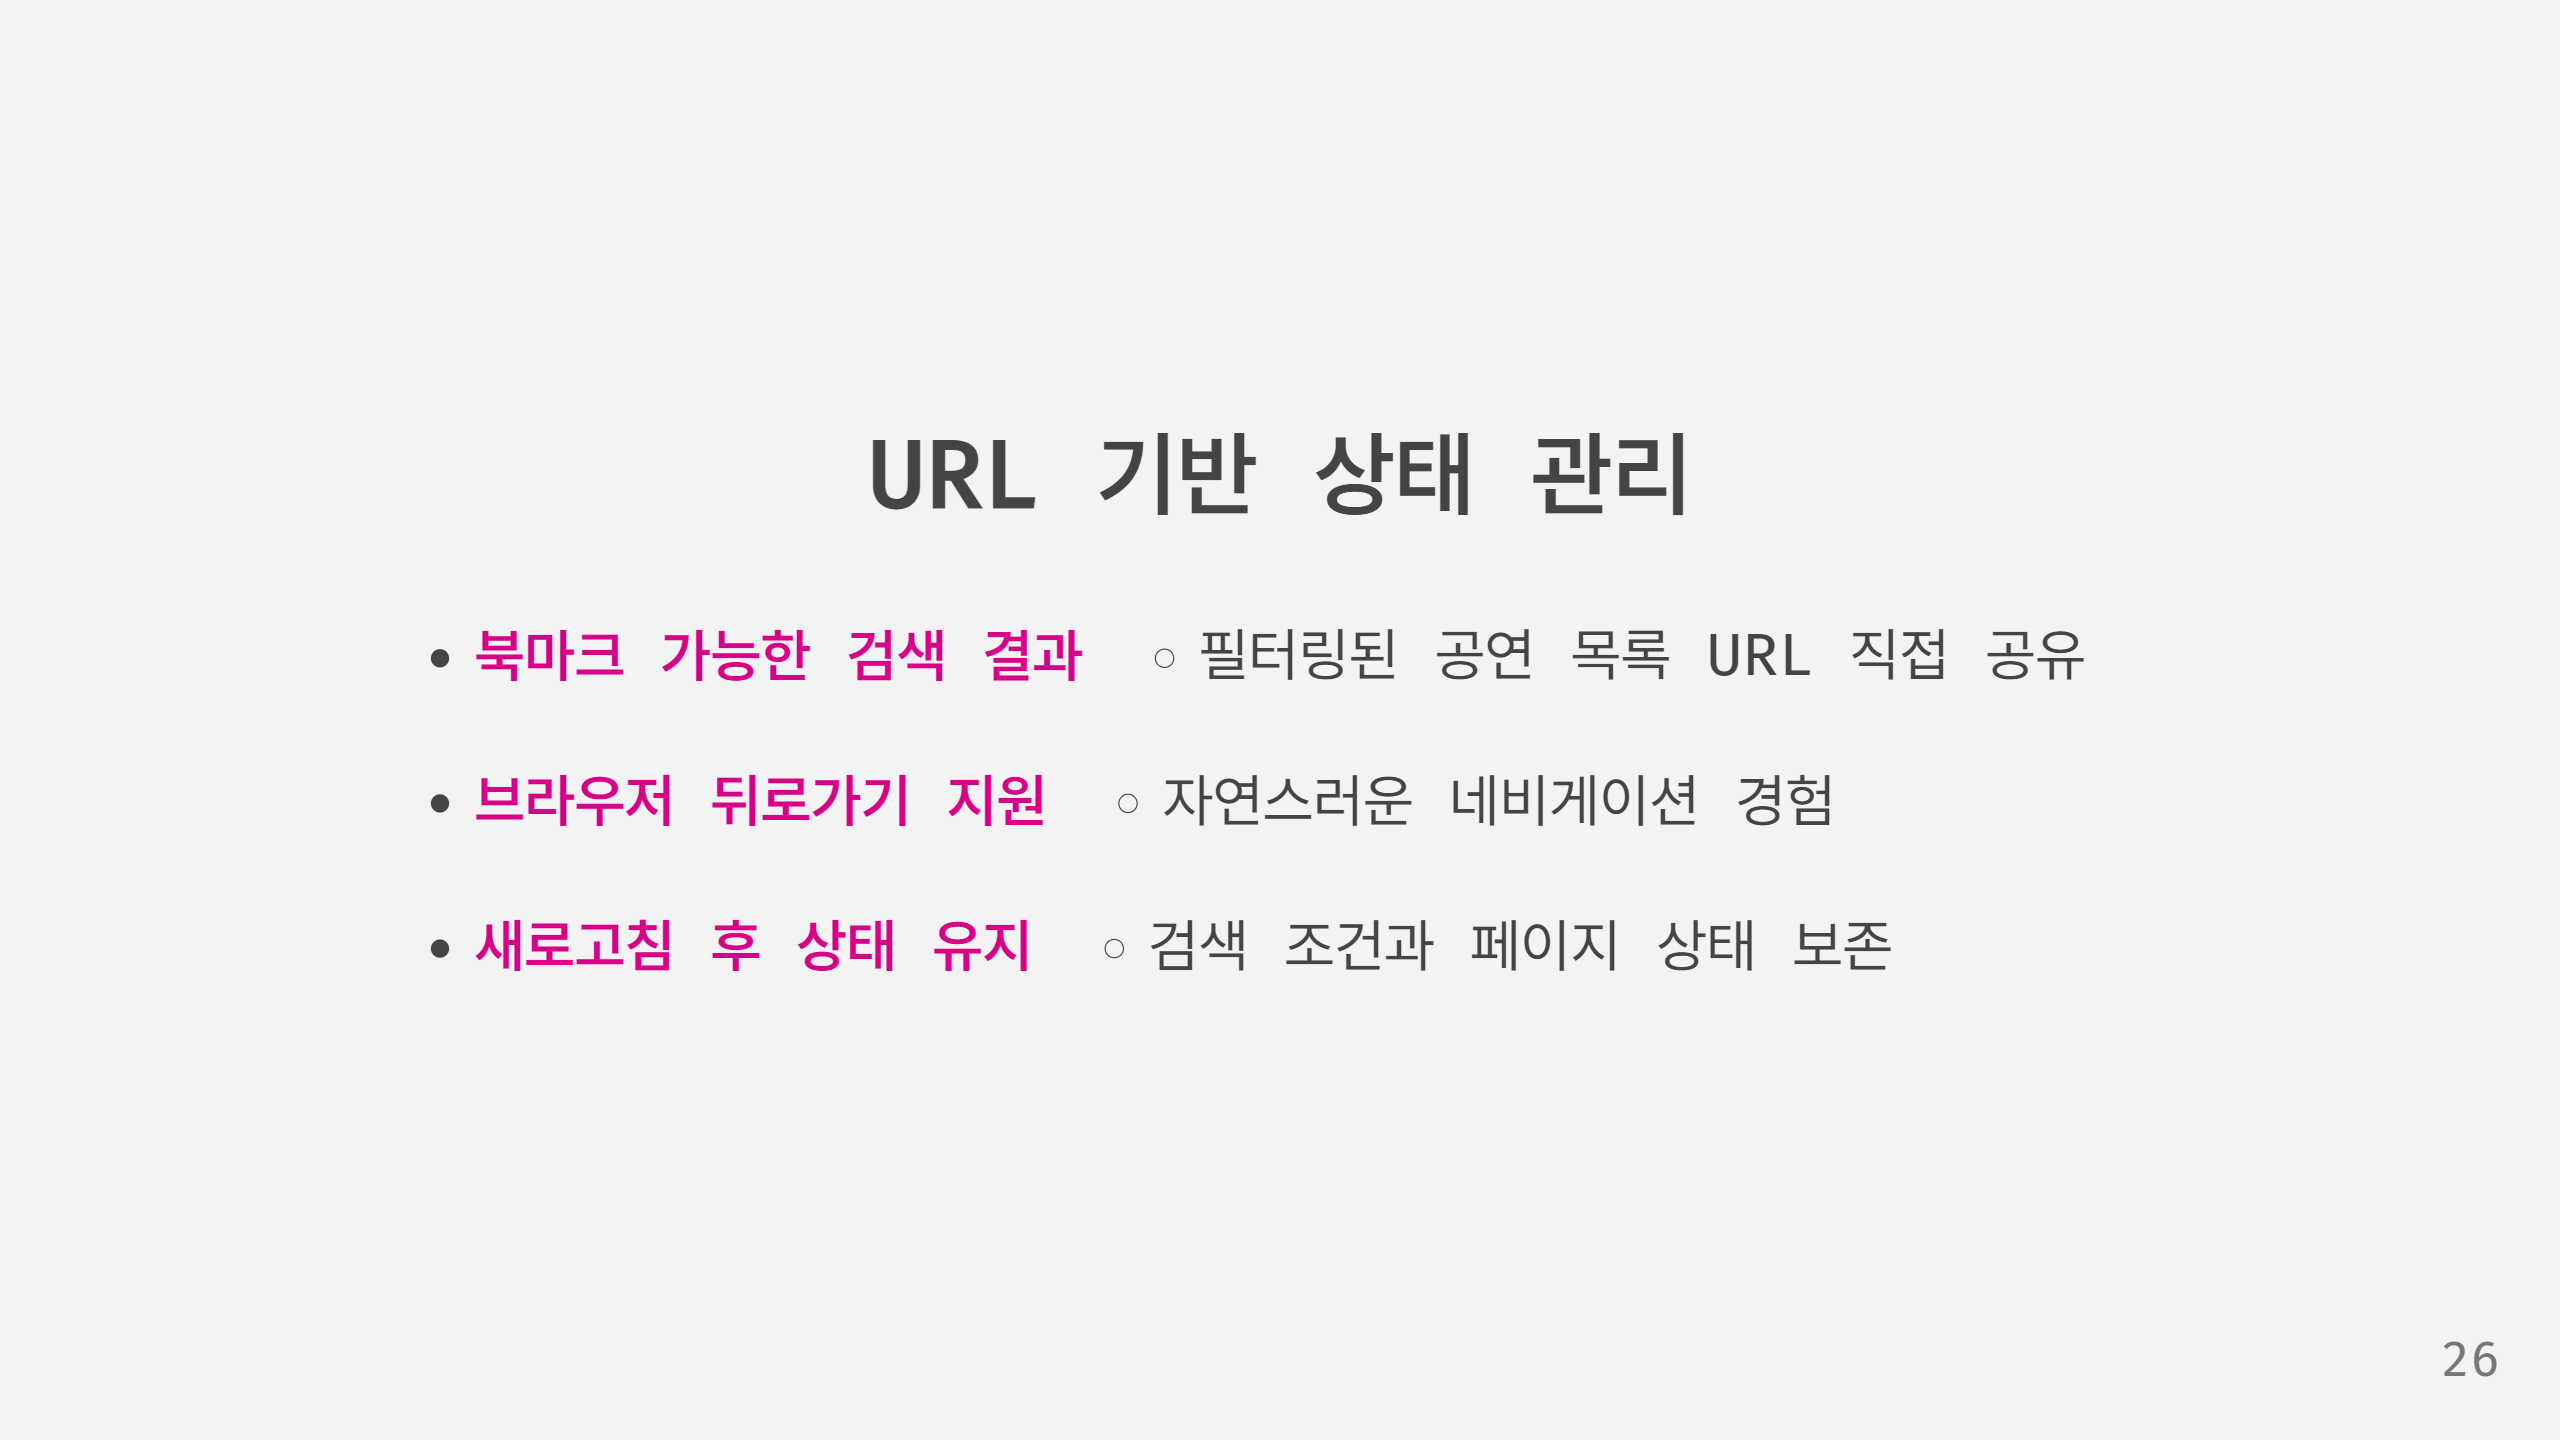 URL 기반 상태 관리
• 북마크 가능한 검색 결과 ◦ 필터링된 공연 목록 URL 직접 공유
• 브라우저 뒤로가기 지원 ◦ 자연스러운 네비게이션 경험
• 새로고침 후 상태 유지 ◦ 검색 조건과 페이지 상태 보존
26